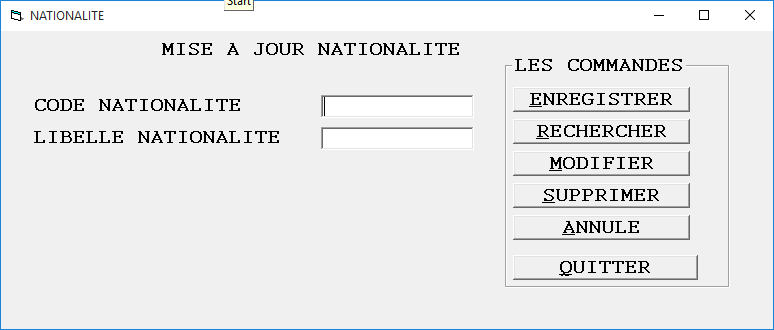 Start
NATIONALITE
MISE A JOUR NATIONALITE
LES COMMANDES
CODE NATIONALITE
LIBELLE NATIONALITE
ENREGISTRER
RECHERCHER
MODIFIER
SUPPRIMER
ANNULE
QUITTER